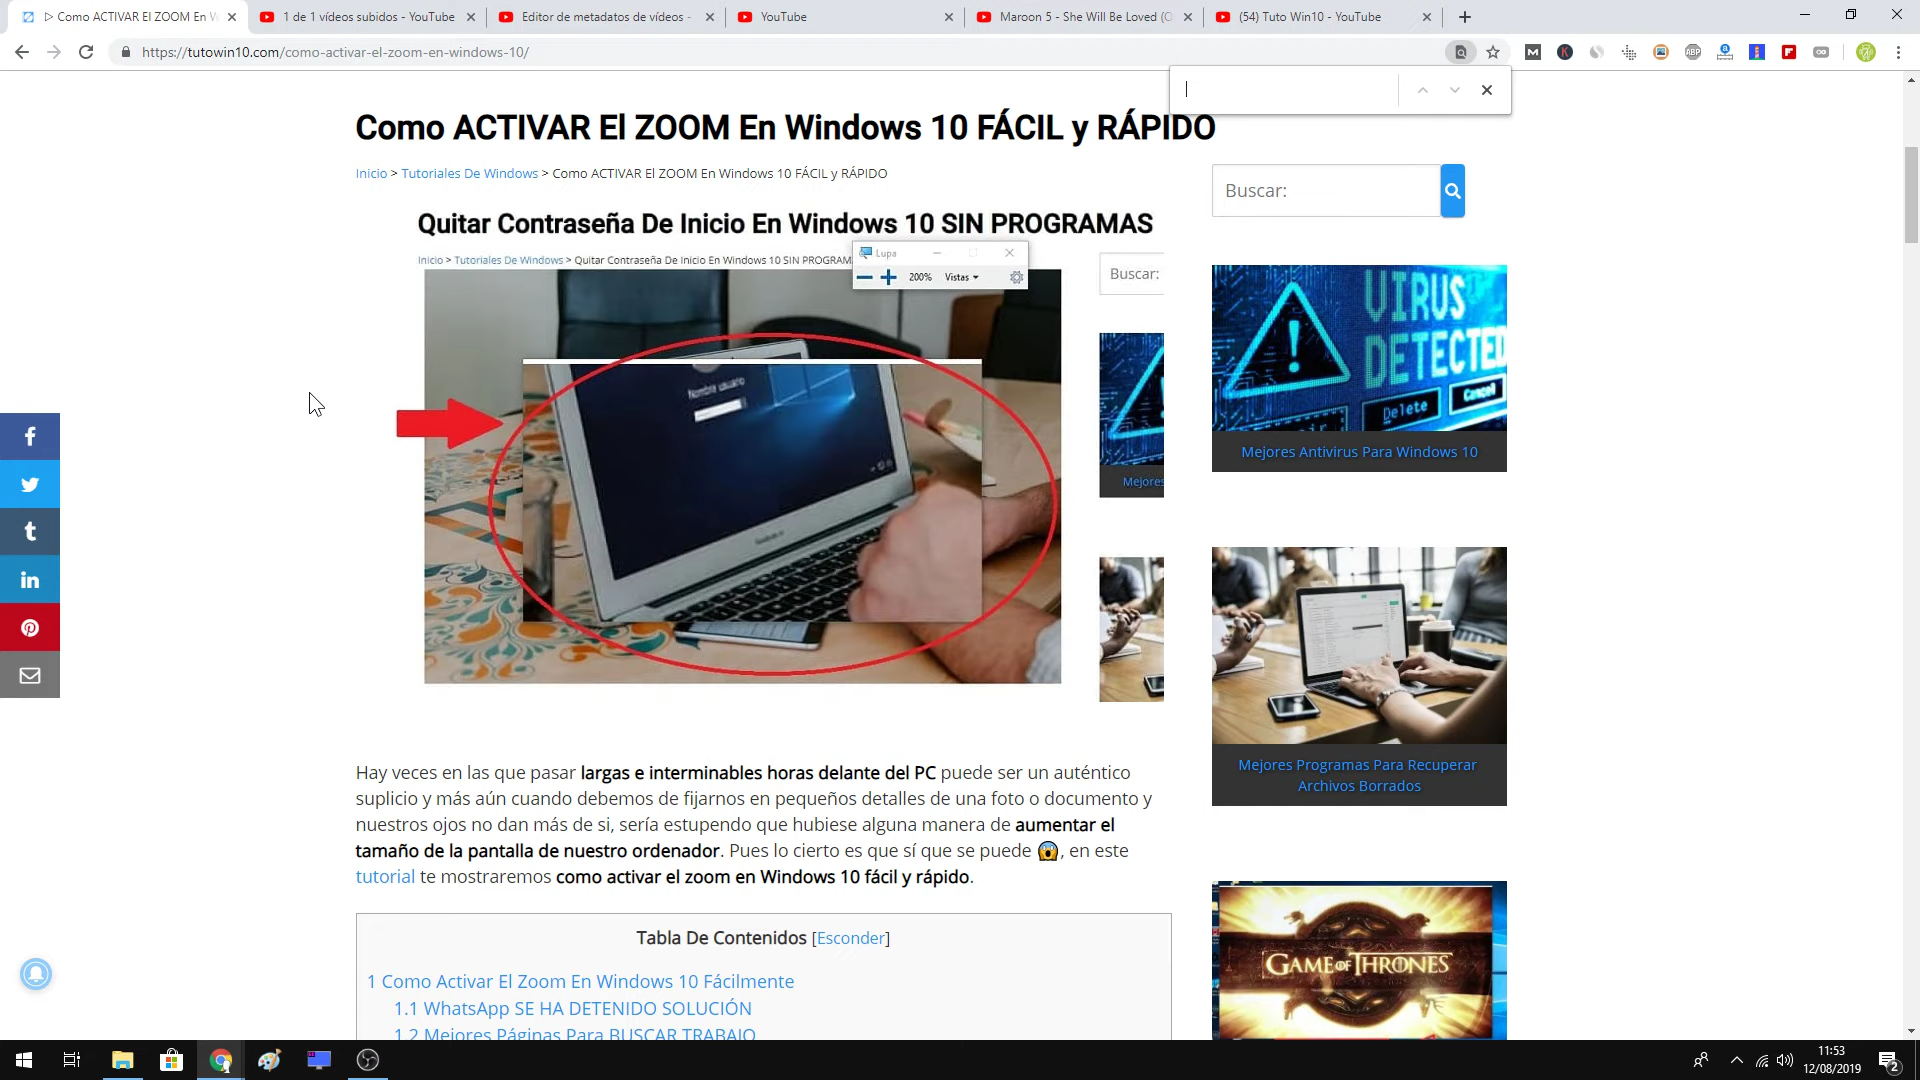 Como ACTIVAR El ZOOM En W
1 de 1 vídeos subidos - YouTube
Editor de metadatos de vídeos -
YouTube
Maroon 5 - She Will Be Loved (O
(54) Tuto Win10 - YouTube
https://tutowin10.com/como-activar-el-zoom-en-windows-10/
Como ACTIVAR El ZOOM En Windows 10 FÁCIL y RÁPIDO
Inicio > Tutoriales De Windows > Como ACTIVAR El ZOOM En Windows 10 FÁCIL y RÁPIDO
Buscar:
Quitar Contraseña De Inicio En Windows 10 SIN PROGRAMAS
Inicio > Tutoriales De Windows > Quitar Contraseña De Inicio En Windows 10 SIN PROGRAM
Lupa
200% Vistas
Buscar:
Nombre usuario
Mejores
VIRUS
DETECTED
Delete
Cancel
Mejores Antivirus Para Windows 10
Mejores Programas Para Recuperar
Archivos Borrados
GAME OF THRONES
Hay veces en las que pasar largas e interminables horas delante del PC puede ser un auténtico
suplicio y más aún cuando debemos de fijarnos en pequeños detalles de una foto o documento y
nuestros ojos no dan más de si, sería estupendo que hubiese alguna manera de aumentar el
tamaño de la pantalla de nuestro ordenador. Pues lo cierto es que sí que se puede 😱, en este
tutorial te mostraremos como activar el zoom en Windows 10 fácil y rápido.
Tabla De Contenidos [Esconder]
1 Como Activar El Zoom En Windows 10 Fácilmente
1.1 WhatsApp SE HA DETENIDO SOLUCIÓN
1.2 Mejores Páginas Para BUSCAR TRABAJO
11:53
12/08/2019
2